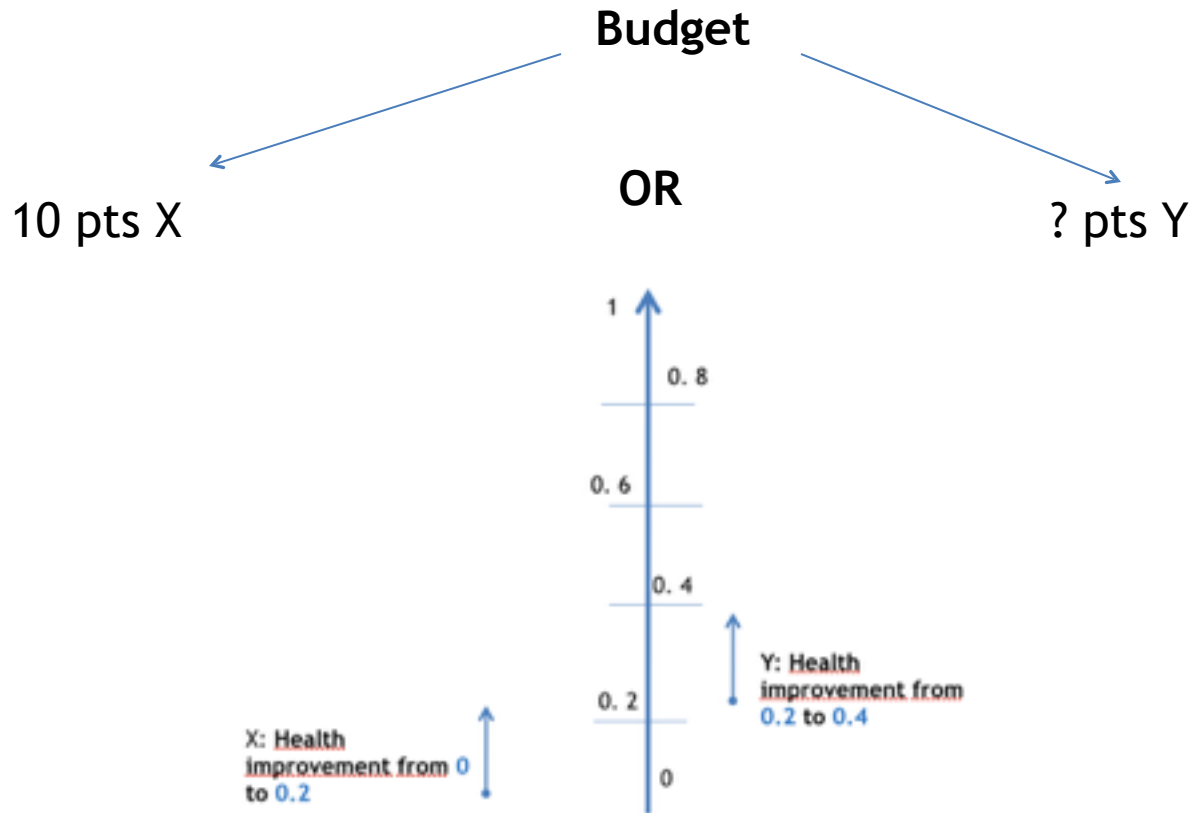 Budget
OR
10 pts X
? pts Y
1
0. 8
0. 6
0. 4
Y: Health
improvement from
0.2 to 0.4
0. 2
X: Health
improvement from 0
to 0.2
0